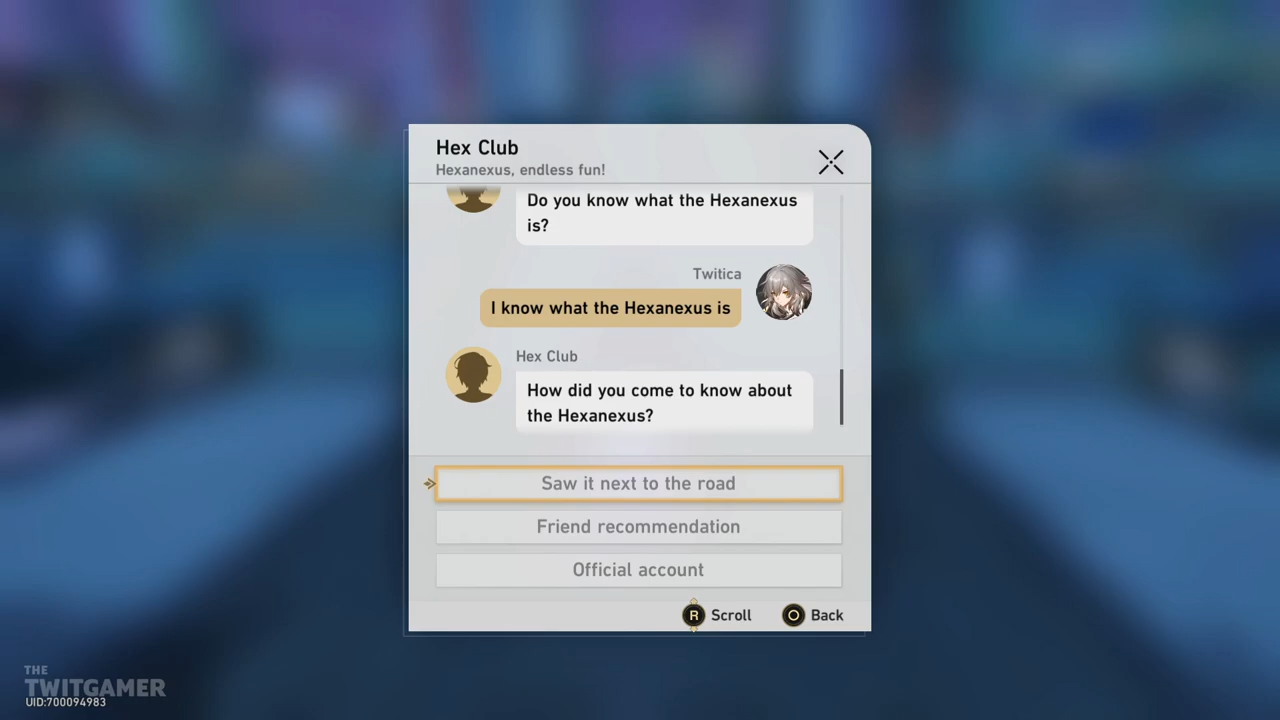 Hex Club
Hexanexus, endless fun!
Do you know what the Hexanexus
is?
Twitica
I know what the Hexanexus is
Hex Club
How did you come to know about
the Hexanexus?
Saw it next to the road
Friend recommendation
Official account
R Scroll
Back
THE
TWITGAMER
UID:700094983